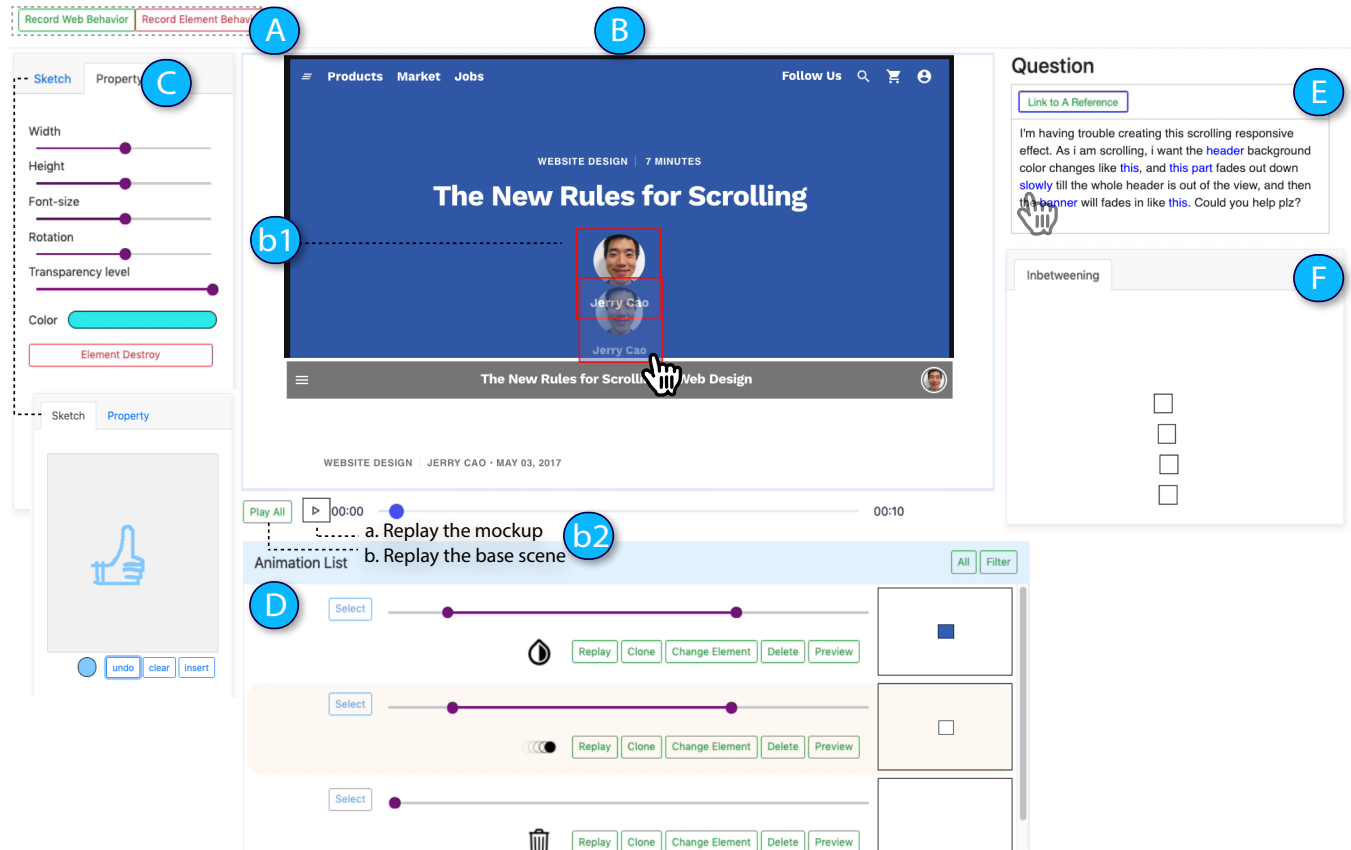 Record Web Behavior
Record Element Behavi
A
B
Sketch
Property
C
Width
Height
Font-size
Rotation
Transparency level
Color
Element Destroy
Sketch
Property
undo
clear
insert
Products
Market
Jobs
Follow Us
WEBSITE DESIGN
7 MINUTES
The New Rules for Scrolling
b1
Jerry Cao
Jerry Cao
The New Rules for Scrolli
Web Design
WEBSITE DESIGN
JERRY CAO · MAY 03, 2017
Play All
00:00
00:10
a. Replay the mockup
b. Replay the base scene
b2
Animation List
All
Filter
D
Select
Replay
Clone
Change Element
Delete
Preview
Select
Replay
Clone
Change Element
Delete
Preview
Select
Replay
Clone
Change Element
Delete
Preview
Question
E
Link to A Reference
I'm having trouble creating this scrolling responsive
effect. As i am scrolling, i want the header background
color changes like this, and this part fades out down
slowly till the whole header is out of the view, and then
the banner will fades in like this. Could you help plz?
Inbetweening
F